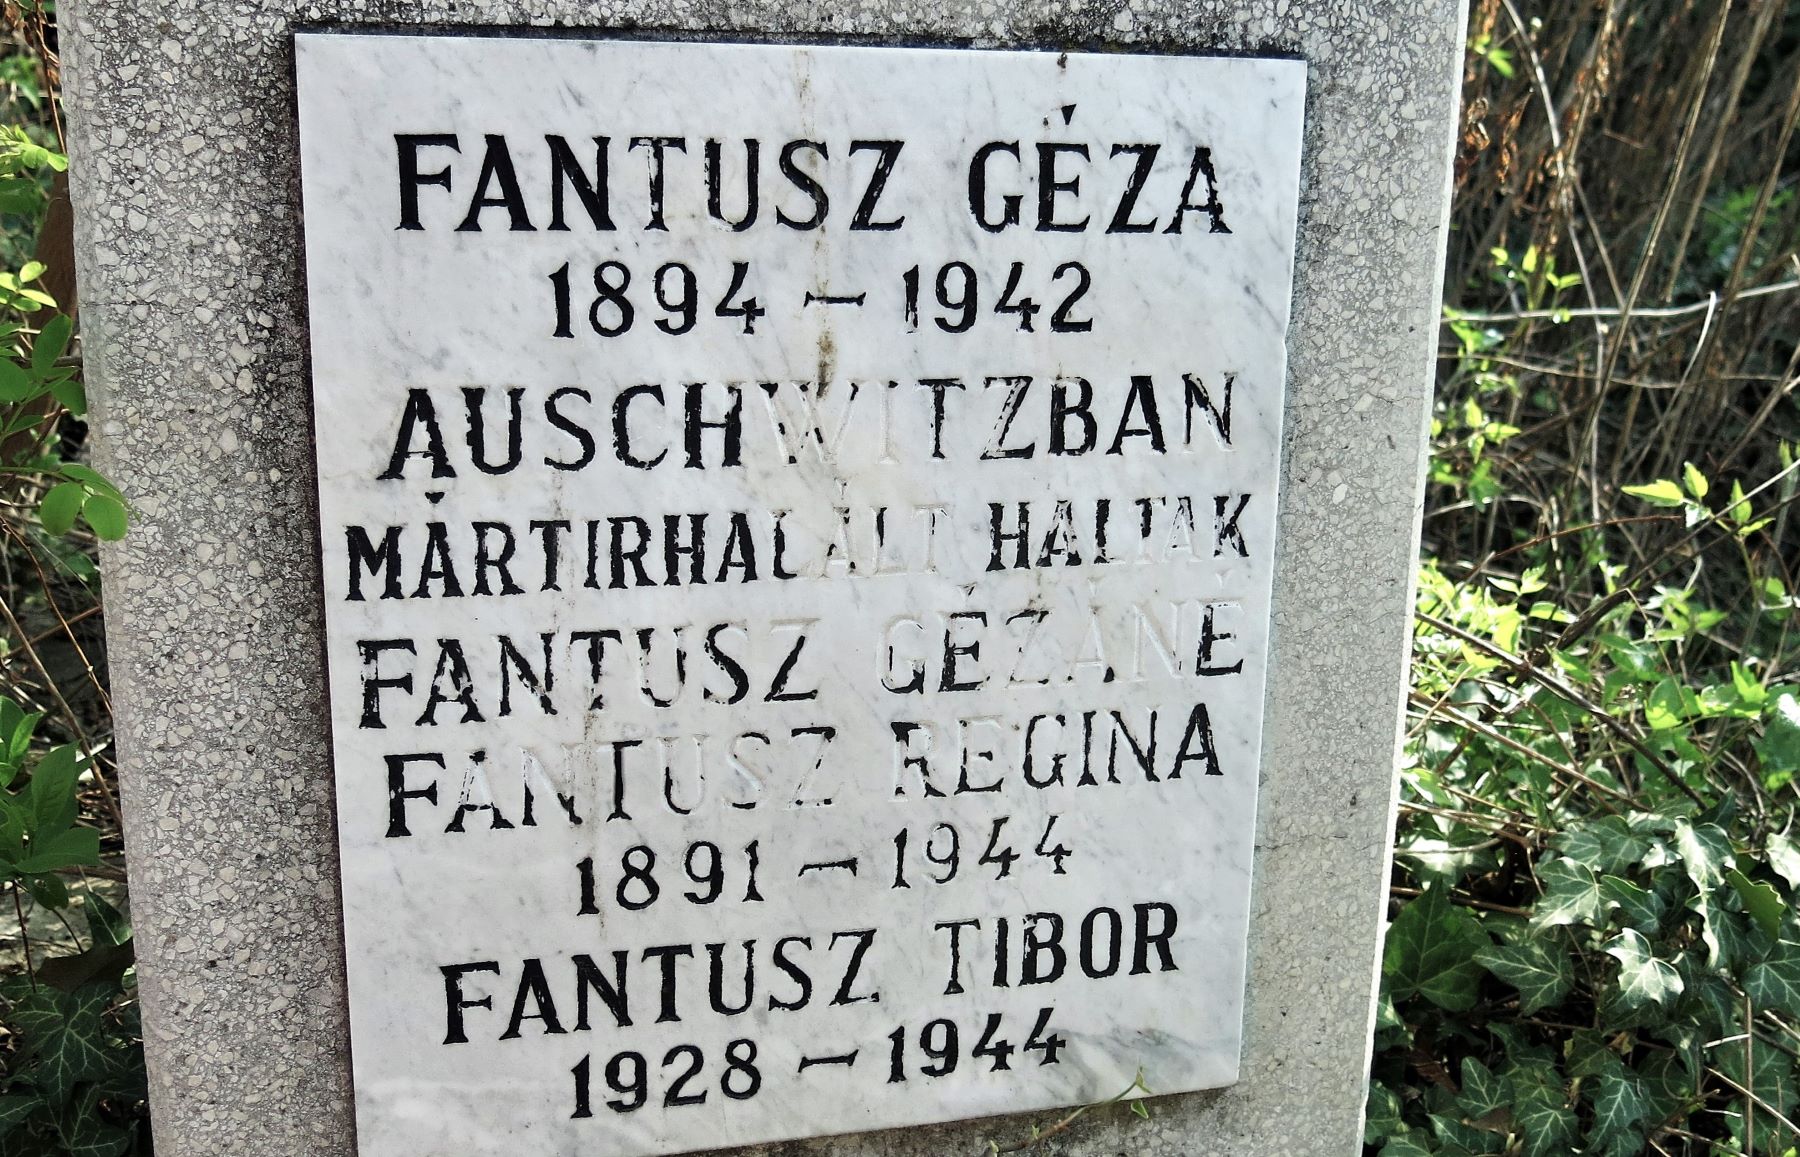 FANTUSZ GÉZA
1894 - 1942
AUSCHWITZBAN
MÁRTIRHALÁLT HALTAK
FANTUSZ GÉZÁNÉ
FANTUSZ REGINA
1891 - 1944
FANTUSZ TIBOR
1928 - 1944